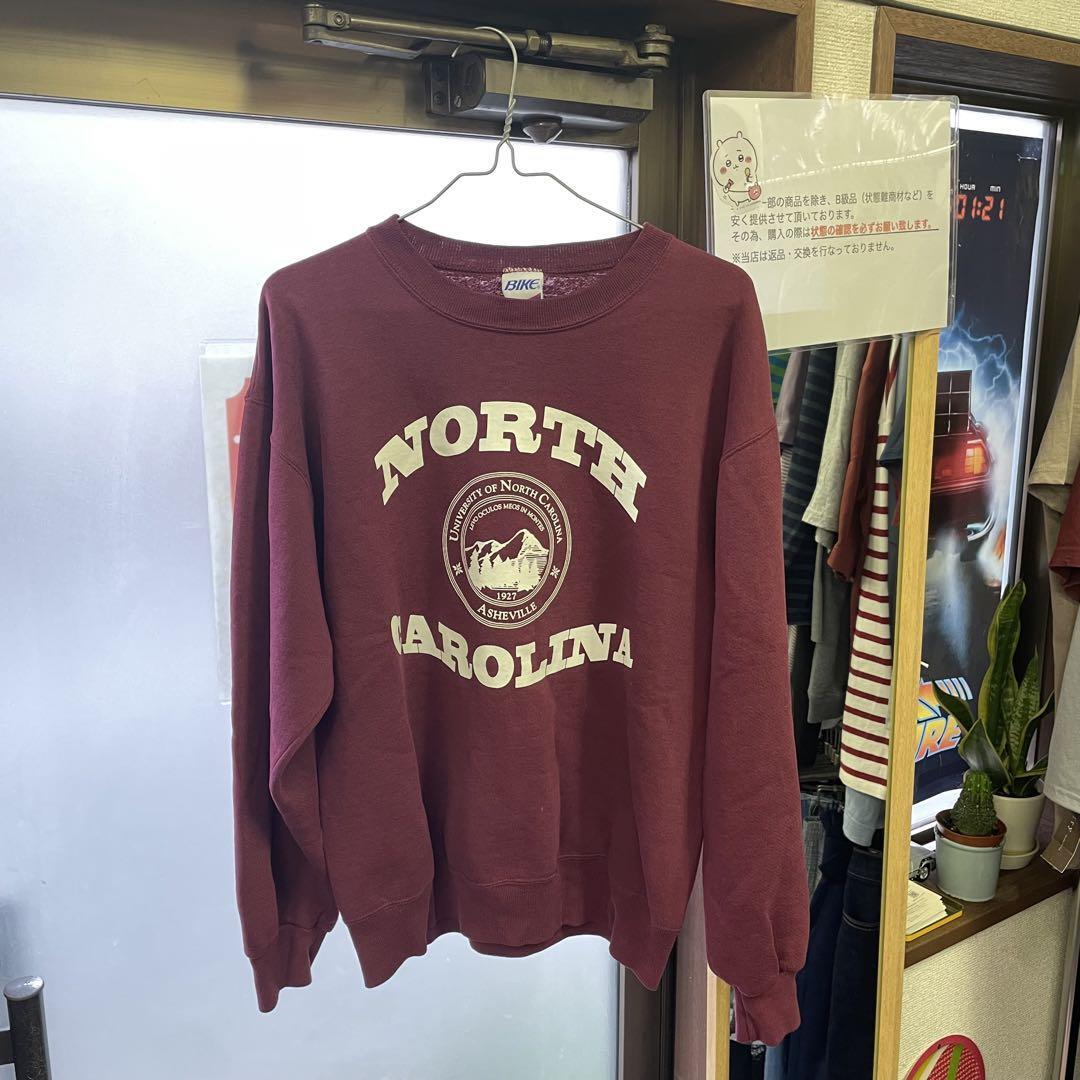 一部の商品を除き、B級品（状態難商材など）を
安く提供させて頂いております。
その為、購入の際は状態の確認を必ずお願い致します。
※当店は返品・交換を行なっておりません。
HOUR MIN
01:21
BIKE
NORTH
UNIVERSITY OF NORTH CAROLINA
LEVO OCULOS MEOS IN MONTES
1927
ASHEVILLE
CAROLINA